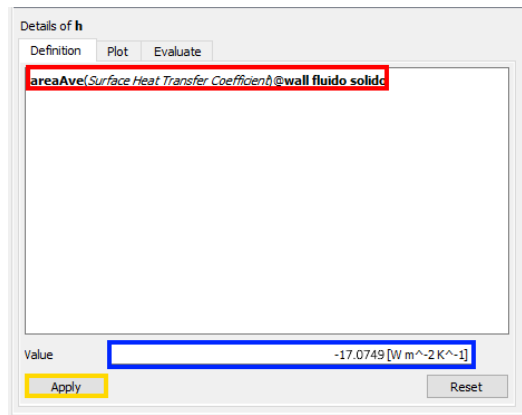 Details of h
Definition Plot Evaluate
areaAve(Surface Heat Transfer Coefficient)@wall fluido solido
Value -17.0749 [W m^-2 K^-1]
Apply Reset